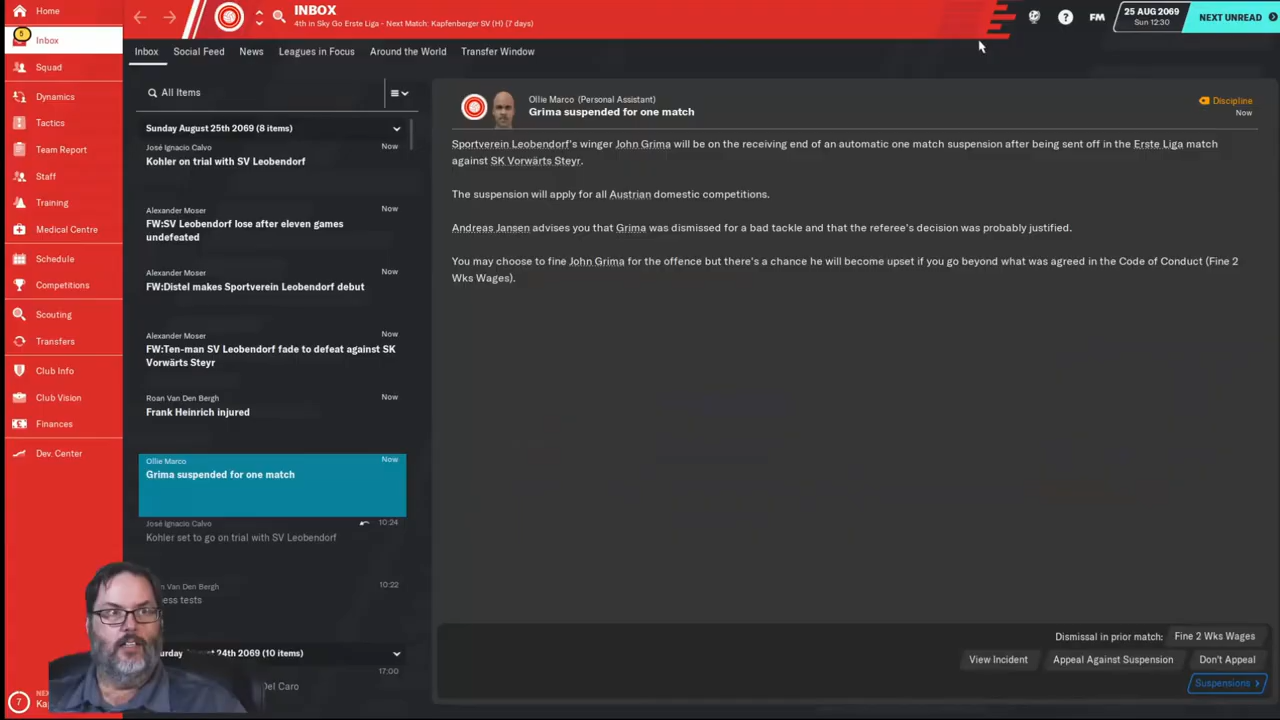 Home
INBOX
4th in Sky Go Erste Liga - Next Match: Kapfenberger SV (H) (7 days)
FM
25 AUG 2069
Sun 12:30
NEXT UNREAD
5
Inbox
Squad
Dynamics
Tactics
Team Report
Staff
Training
Medical Centre
Schedule
Competitions
Scouting
Transfers
Club Info
Club Vision
Finances
Dev. Center
7
Inbox
Social Feed
News
Leagues in Focus
Around the World
Transfer Window
All Items
Sunday August 25th 2069 (8 items)
José Ignacio Calvo
Now
Kohler on trial with SV Leobendorf
Alexander Moser
Now
FW:SV Leobendorf lose after eleven games
undefeated
Alexander Moser
Now
FW:Distel makes Sportverein Leobendorf debut
Alexander Moser
Now
FW:Ten-man SV Leobendorf fade to defeat against SK
Vorwärts Steyr
Roan Van Den Bergh
Now
Frank Heinrich injured
Ollie Marco
Now
Grima suspended for one match
José Ignacio Calvo
10:24
Kohler set to go on trial with SV Leobendorf
Van Den Bergh
10:22
tests
24th 2069 (10 items)
17:00
Del Caro
Ollie Marco (Personal Assistant)
Grima suspended for one match
Discipline
Now
Sportverein Leobendorf's winger John Grima will be on the receiving end of an automatic one match suspension after being sent off in the Erste Liga match
against SK Vorwärts Steyr.
The suspension will apply for all Austrian domestic competitions.
Andreas Jansen advises you that Grima was dismissed for a bad tackle and that the referee's decision was probably justified.
You may choose to fine John Grima for the offence but there's a chance he will become upset if you go beyond what was agreed in the Code of Conduct (Fine 2
Wks Wages).
Dismissal in prior match:
Fine 2 Wks Wages
View Incident
Appeal Against Suspension
Don't Appeal
Suspensions >